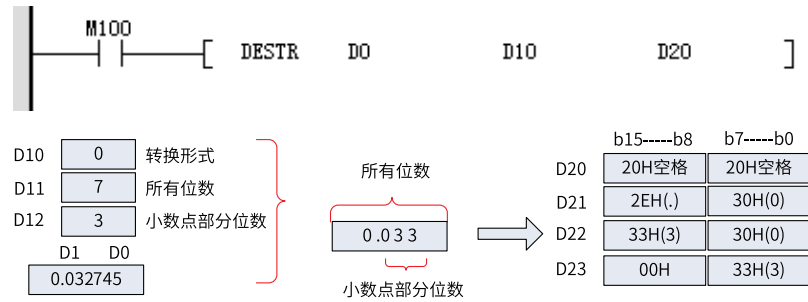 M100
[ DESTR D0 D10 D20 ]
D10 0 转换形式
D11 7 所有位数
D12 3 小数点部分位数
D1 D0
0.032745
所有位数
0.033
小数点部分位数
b15-----b8 b7-----b0
D20 20H空格 20H空格
D21 2EH(.) 30H(0)
D22 33H(3) 30H(0)
D23 00H 33H(3)